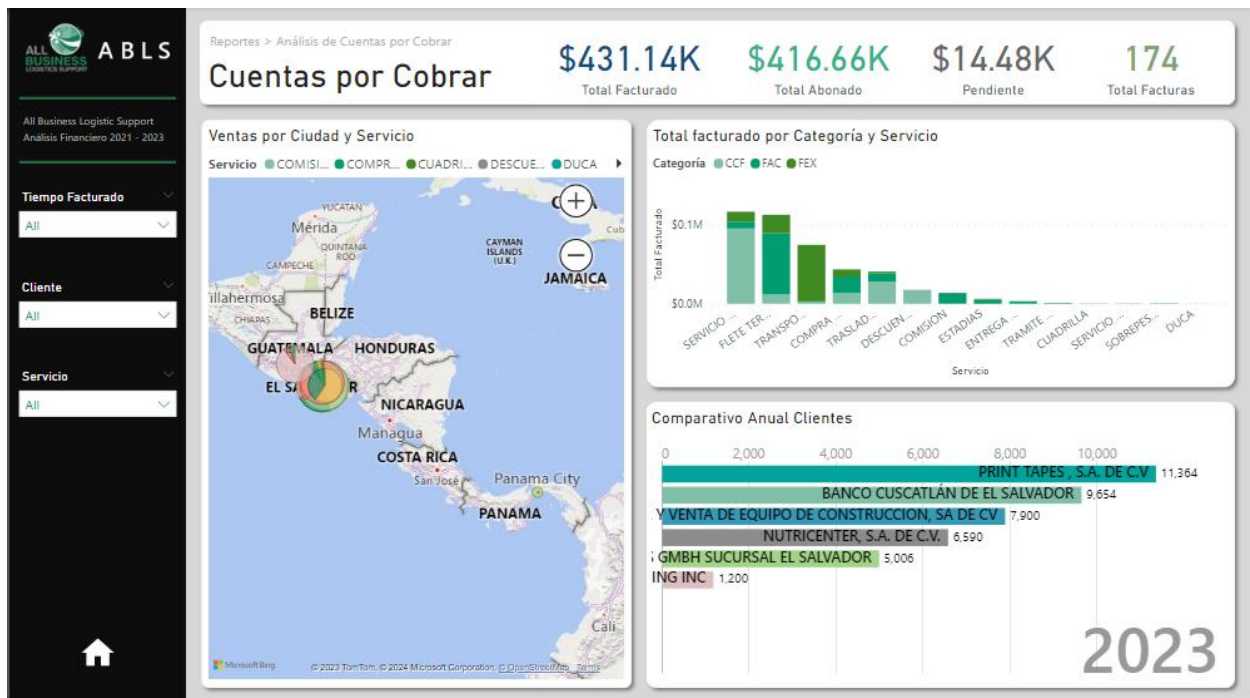 ALL
BUSINESS
LOGISTICS SUPPORT
ABLS
All Business Logistic Support
Análisis Financiero 2021 - 2023
Tiempo Facturado
All
Cliente
All
Servicio
All
Reportes > Análisis de Cuentas por Cobrar
Cuentas por Cobrar
$431.14K
Total Facturado
$416.66K
Total Abonado
$14.48K
Pendiente
174
Total Facturas
Ventas por Ciudad y Servicio
Servicio COMISI... COMPR... CUADRI... DESCUE... DUCA
YUCATAN
Mérida
QUINTANA
ROO
CAMPECHE
CAYMAN
ISLANDS
(U.K.)
JAMAICA
illahermosa
CHIAPAS
BELIZE
GUATEMALA
HONDURAS
EL SA R
NICARAGUA
Managua
COSTA RICA
San José
Panama City
PANAMA
Cali
Microsoft Bing
© 2023 TomTom, © 2024 Microsoft Corporation, © OpenStreetMap Terms
Total facturado por Categoría y Servicio
Categoría CCF FAC FEX
Total Facturado
$0.1M
$0.0M
SERVICIO ...
FLETE TER...
TRANSPO...
COMPRA ...
TRASLAD...
DESCUEN...
COMISION
ESTADIAS
ENTREGA ...
TRAMITE ...
CUADRILLA
SERVICIO ...
SOBREPES...
DUCA
Servicio
Comparativo Anual Clientes
0 2,000 4,000 6,000 8,000 10,000
PRINT TAPES , S.A. DE C.V 11,364
BANCO CUSCATLÁN DE EL SALVADOR 9,654
Y VENTA DE EQUIPO DE CONSTRUCCION, SA DE CV 7,900
NUTRICENTER, S.A. DE C.V. 6,590
GMBH SUCURSAL EL SALVADOR 5,006
ING INC 1,200
2023